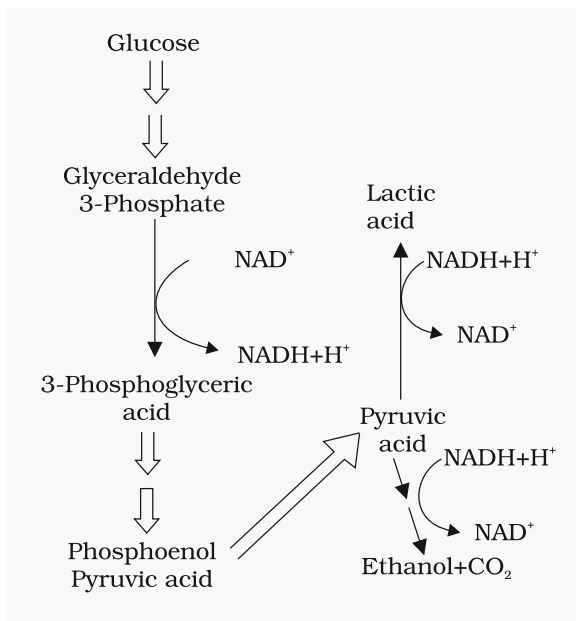 Glucose
Glyceraldehyde
3-Phosphate
NAD⁺
NADH+H⁺
3-Phosphoglyceric
acid
Phosphoenol
Pyruvic acid
Lactic
acid
NADH+H⁺
NAD⁺
Pyruvic
acid
NADH+H⁺
NAD⁺
Ethanol+CO₂